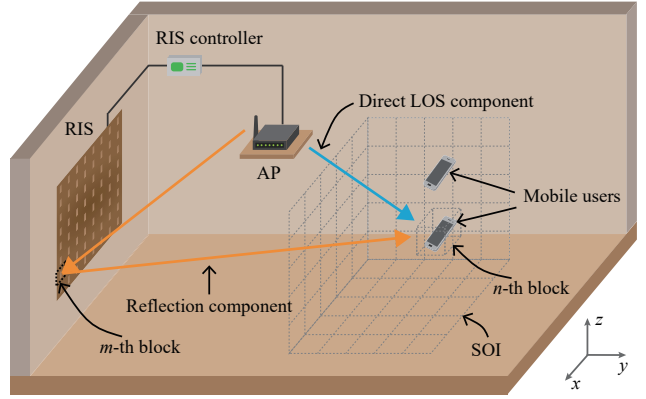 RIS controller
RIS
Direct LOS component
AP
Mobile users
n-th block
Reflection component
m-th block
SOI
z
y
x